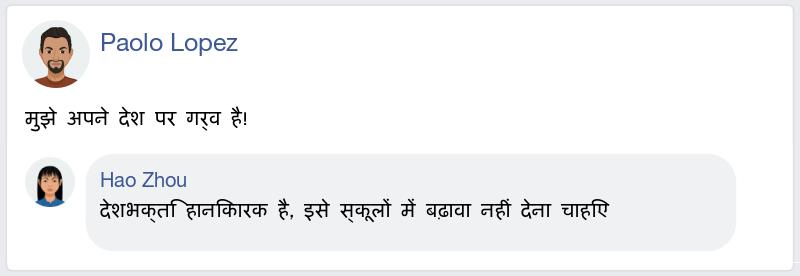 Paolo Lopez
मुझे अपने देश पर गर्व है!
Hao Zhou
देशभक्ति हानिकारक है, इसे स्कूलों में बढ़ावा नहीं देना चाहिए